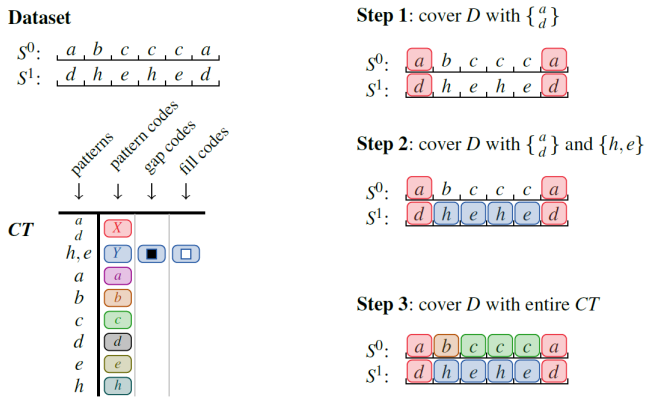 Dataset
S⁰: a b c c c a
S¹: d h e h e d
patterns
pattern codes
gap codes
fill codes
CT
a
d X
h, e Y
a a
b b
c c
d d
e e
h h
Step 1: cover D with { a d }
S⁰: a b c c c a
S¹: d h e h e d
Step 2: cover D with { a d } and {h, e}
S⁰: a b c c c a
S¹: d h e h e d
Step 3: cover D with entire CT
S⁰: a b c c c a
S¹: d h e h e d